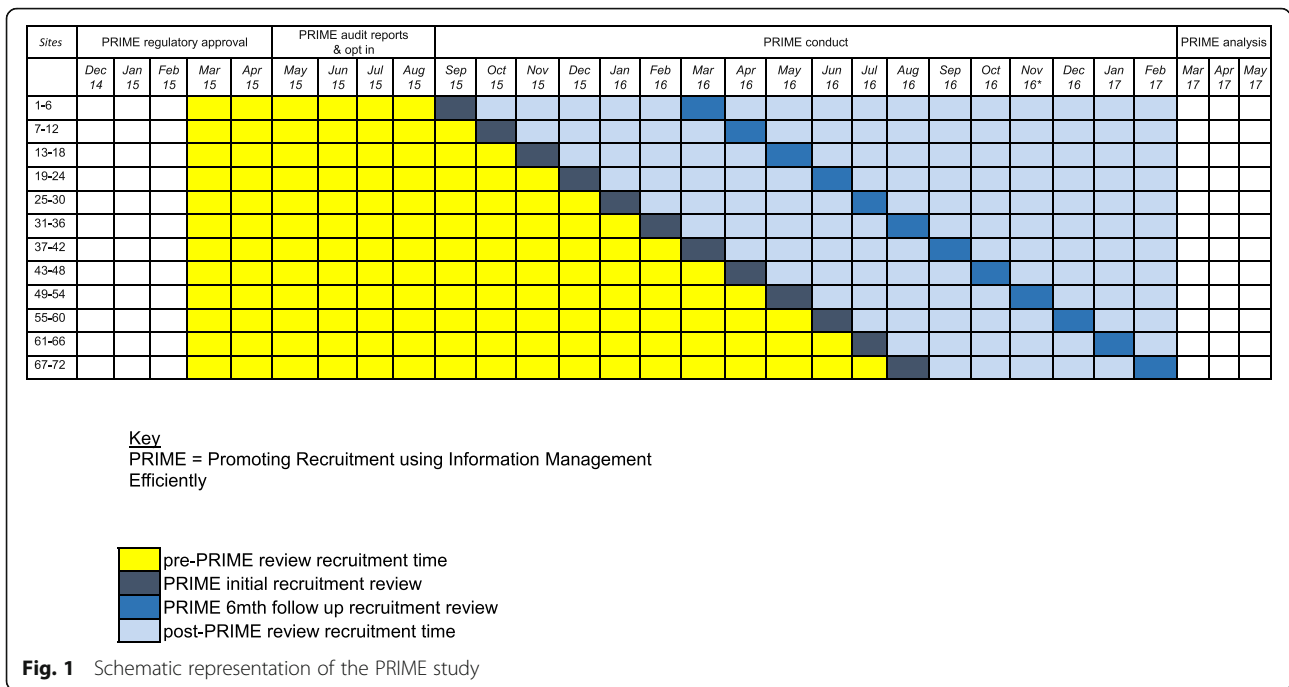 Sites PRIME regulatory approval PRIME audit reports & opt in PRIME conduct PRIME analysis
Dec 14 Jan 15 Feb 15 Mar 15 Apr 15 May 15 Jun 15 Jul 15 Aug 15 Sep 15 Oct 15 Nov 15 Dec 15 Jan 16 Feb 16 Mar 16 Apr 16 May 16 Jun 16 Jul 16 Aug 16 Sep 16 Oct 16 Nov 16* Dec 16 Jan 17 Feb 17 Mar 17 Apr 17 May 17
1-6
7-12
13-18
19-24
25-30
31-36
37-42
43-48
49-54
55-60
61-66
67-72
Key
PRIME = Promoting Recruitment using Information Management
Efficiently
pre-PRIME review recruitment time
PRIME initial recruitment review
PRIME 6mth follow up recruitment review
post-PRIME review recruitment time
Fig. 1 Schematic representation of the PRIME study